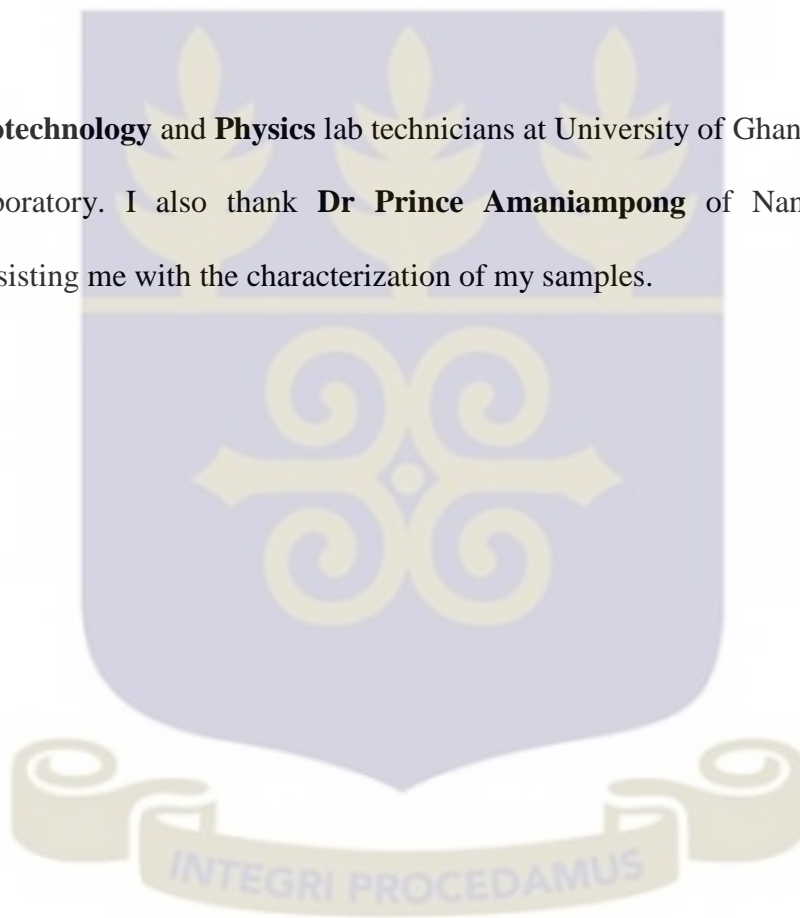 otechnology and Physics lab technicians at University of Ghan
boratory. I also thank Dr Prince Amaniampong of Nan
sisting me with the characterization of my samples.
INTEGRI PROCEDAMUS